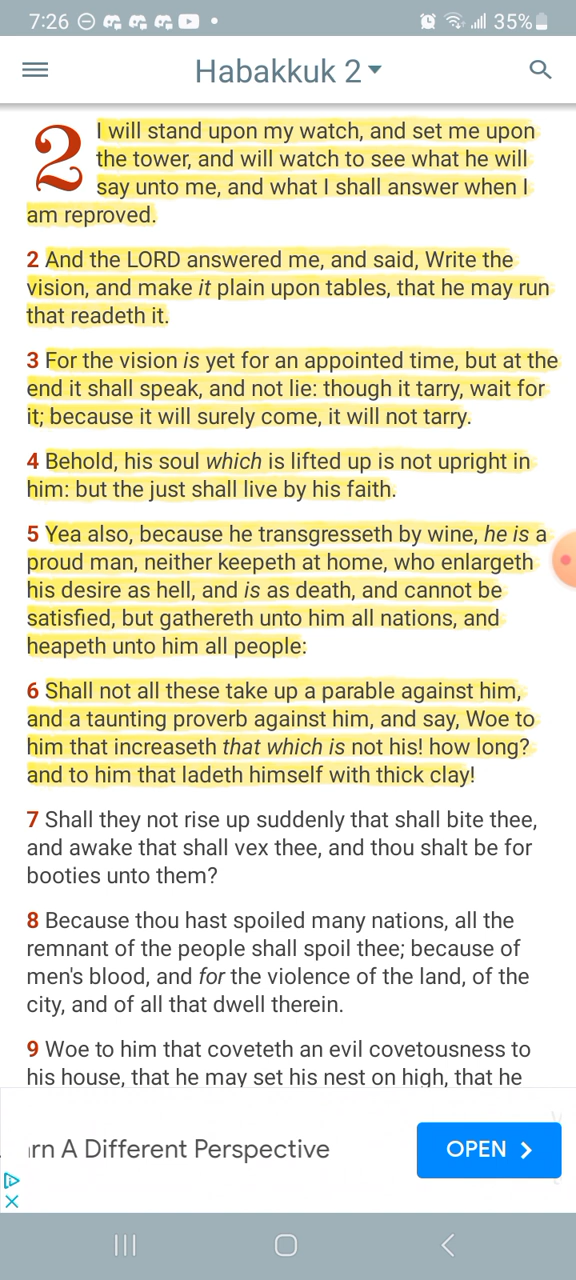 7:26 35%
Habakkuk 2
2 I will stand upon my watch, and set me upon
the tower, and will watch to see what he will
say unto me, and what I shall answer when I
am reproved.
2 And the LORD answered me, and said, Write the
vision, and make it plain upon tables, that he may run
that readeth it.
3 For the vision is yet for an appointed time, but at the
end it shall speak, and not lie: though it tarry, wait for
it; because it will surely come, it will not tarry.
4 Behold, his soul which is lifted up is not upright in
him: but the just shall live by his faith.
5 Yea also, because he transgresseth by wine, he is a
proud man, neither keepeth at home, who enlargeth
his desire as hell, and is as death, and cannot be
satisfied, but gathereth unto him all nations, and
heapeth unto him all people:
6 Shall not all these take up a parable against him,
and a taunting proverb against him, and say, Woe to
him that increaseth that which is not his! how long?
and to him that ladeth himself with thick clay!
7 Shall they not rise up suddenly that shall bite thee,
and awake that shall vex thee, and thou shalt be for
booties unto them?
8 Because thou hast spoiled many nations, all the
remnant of the people shall spoil thee; because of
men's blood, and for the violence of the land, of the
city, and of all that dwell therein.
9 Woe to him that coveteth an evil covetousness to
his house, that he may set his nest on high, that he
A Different Perspective OPEN